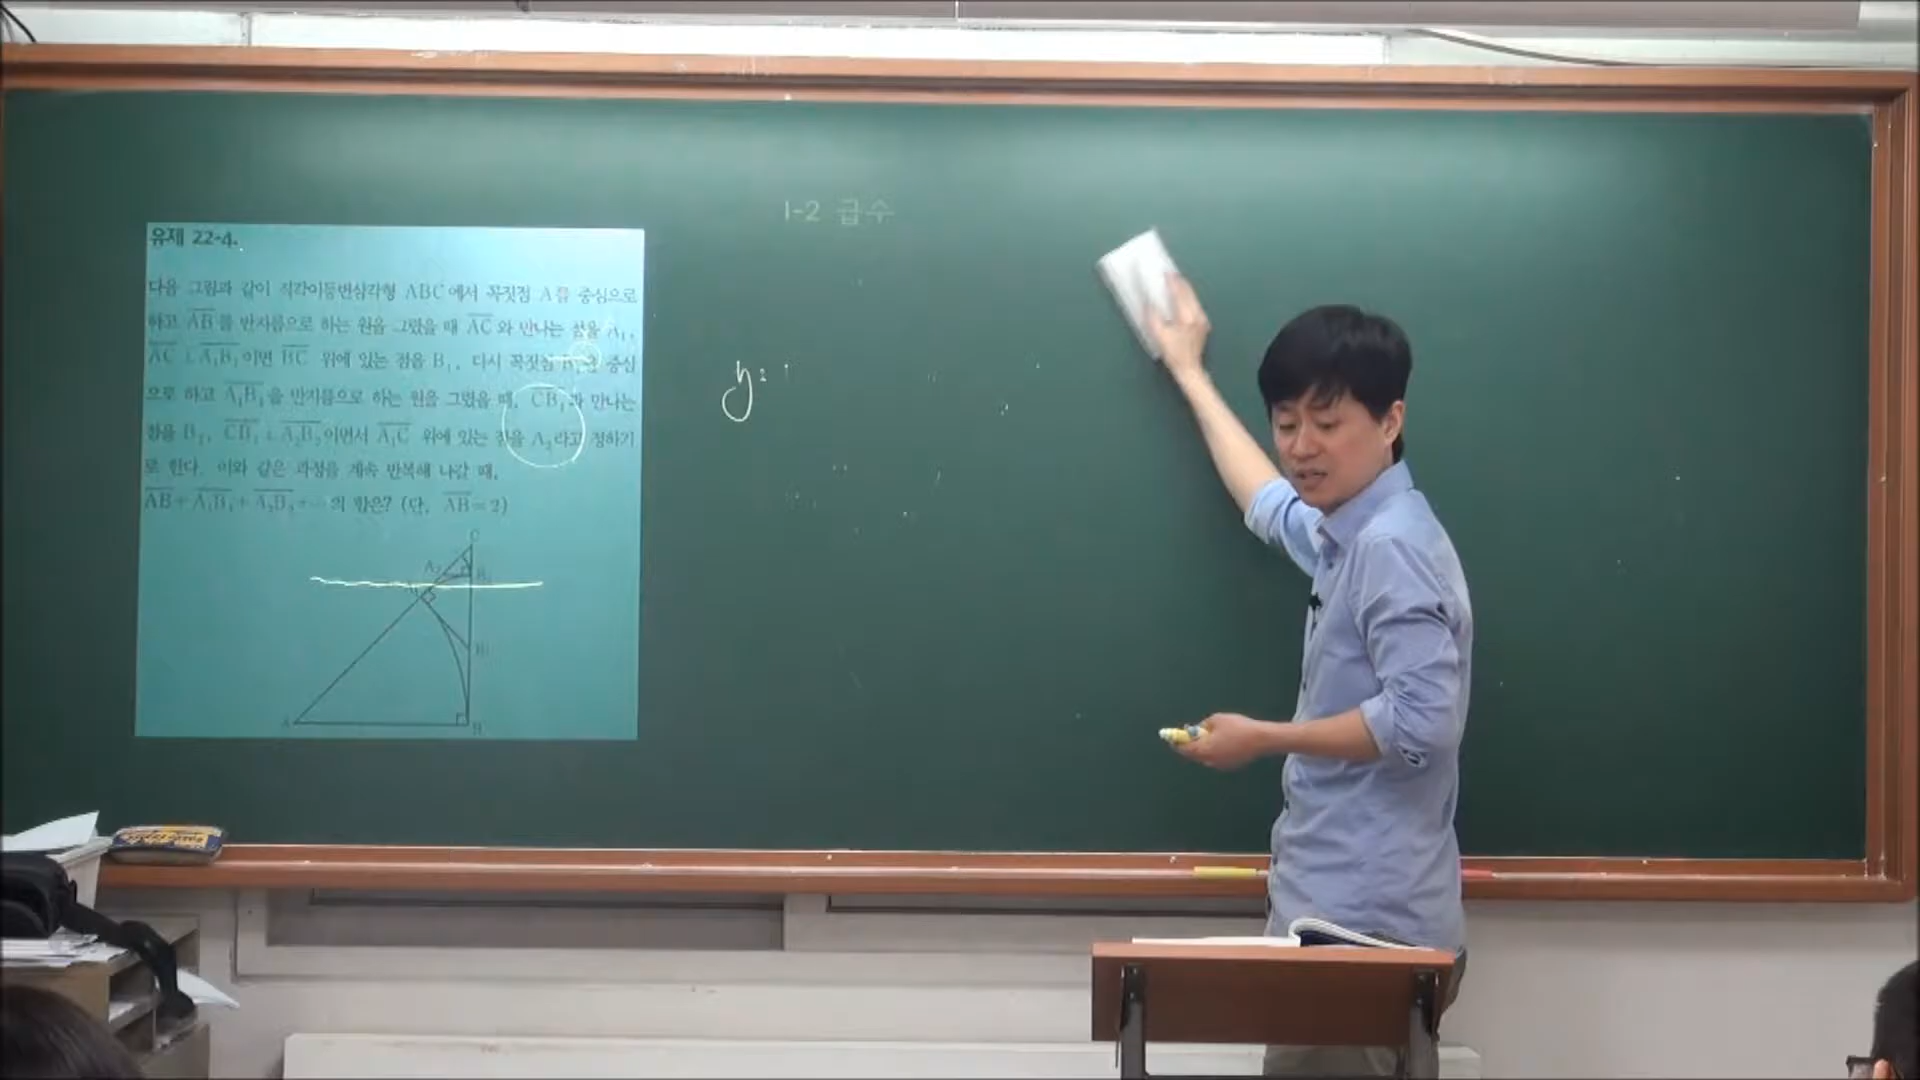 1-2 급수
유제 22-4.
다음 그림과 같이 직각이등변삼각형 ABC에서 꼭짓점 A를 중심으로
하고 AB를 반지름으로 하는 원을 그렸을 때 AC와 만나는 점을 A₁,
AC⊥A₁B₁이면 BC 위에 있는 점을 B₁, 다시 꼭짓점 B₁을 중심
으로 하고 A₁B₁을 반지름으로 하는 원을 그렸을 때, CB₁과 만나는
점을 B₂, CB₁⊥A₂B₂이면서 A₁C 위에 있는 점을 A₂라고 정하기
로 한다. 이와 같은 과정을 계속 반복해 나갈 때,
AB+A₁B₁+A₂B₂+⋯의 합은? (단, AB=2)
C
A₂ B₂
A₁
B₁
A B
y